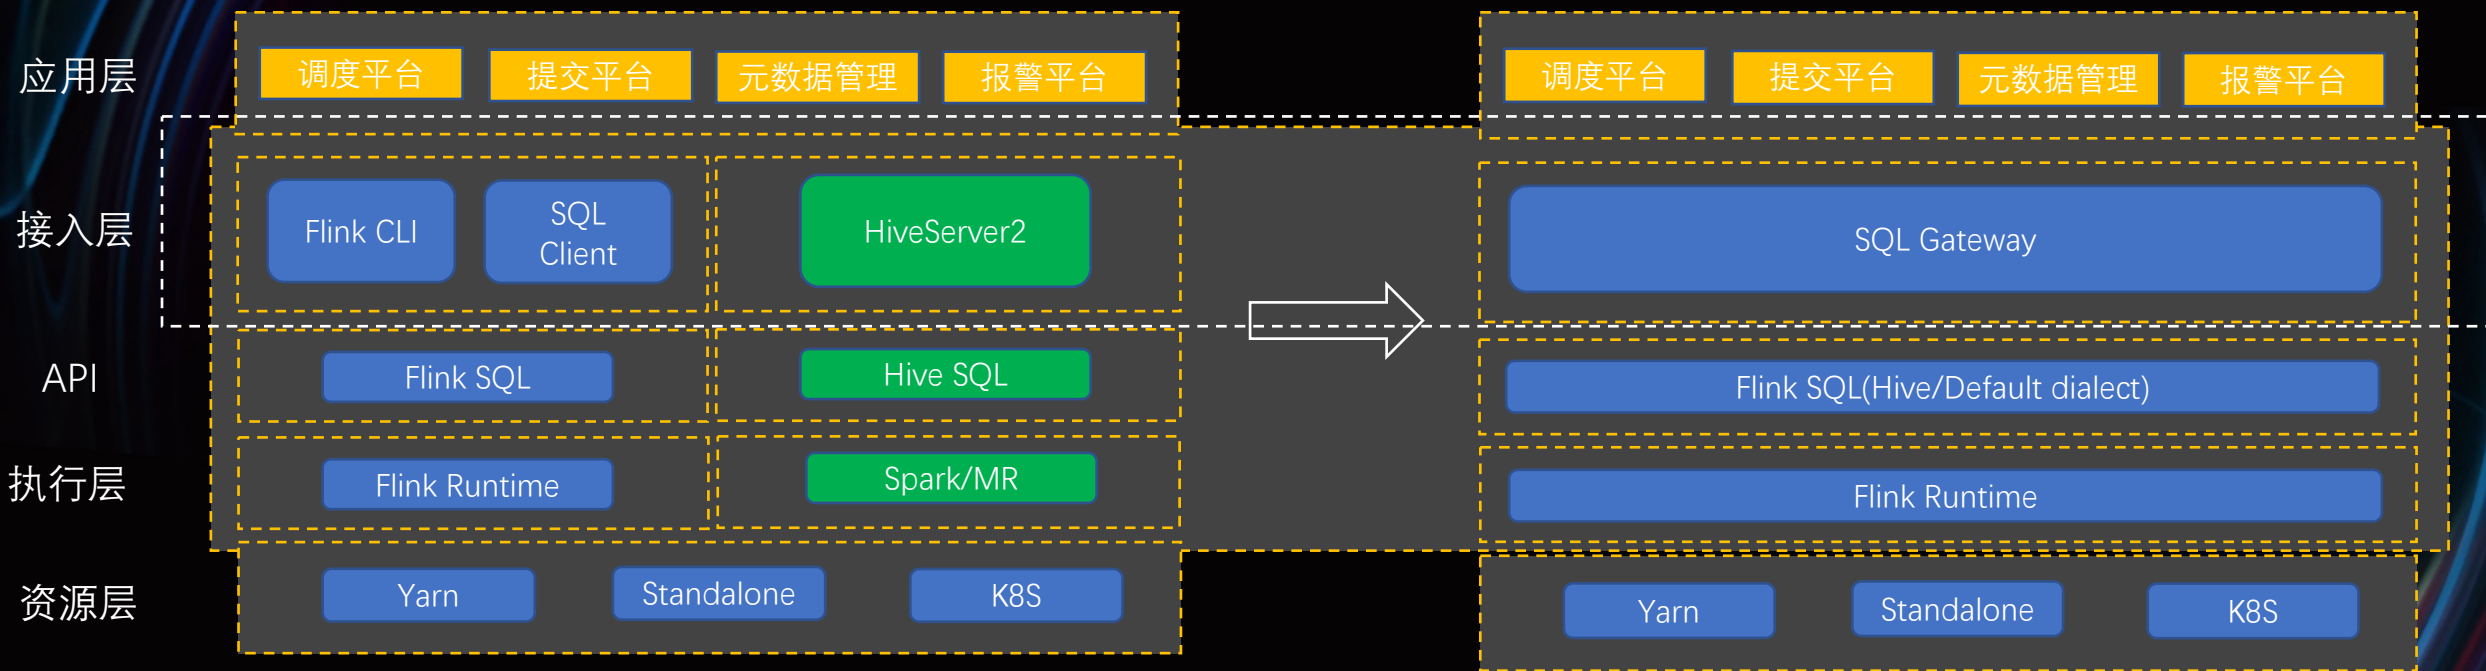 应用层
调度平台
提交平台
元数据管理
报警平台
调度平台
提交平台
元数据管理
报警平台
接入层
Flink CLI
SQL
Client
HiveServer2
SQL Gateway
API
Flink SQL
Hive SQL
Flink SQL(Hive/Default dialect)
执行层
Flink Runtime
Spark/MR
Flink Runtime
资源层
Yarn
Standalone
K8S
Yarn
Standalone
K8S